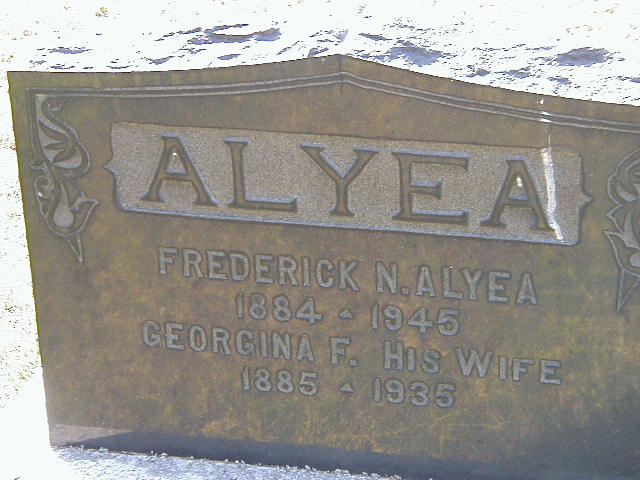 ALYEA
FREDERICK N. ALYEA
1884 - 1945
GEORGINA F. HIS WIFE
1885 - 1935